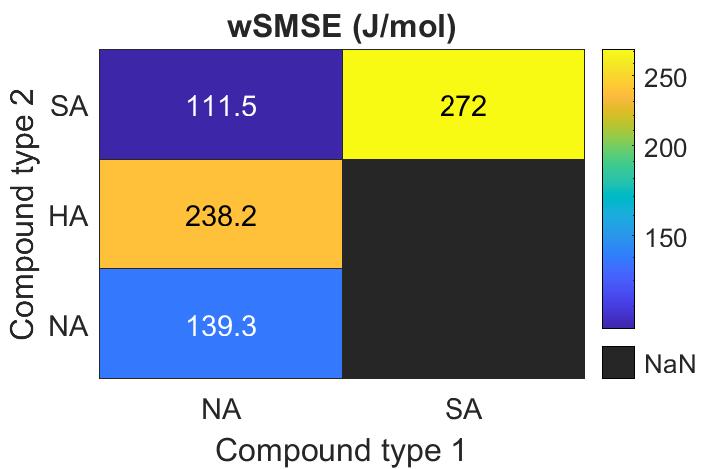 wSMSE (J/mol)
Compound type 2
SA
111.5
272
HA
238.2
NA
139.3
NA
SA
Compound type 1
250
200
150
NaN